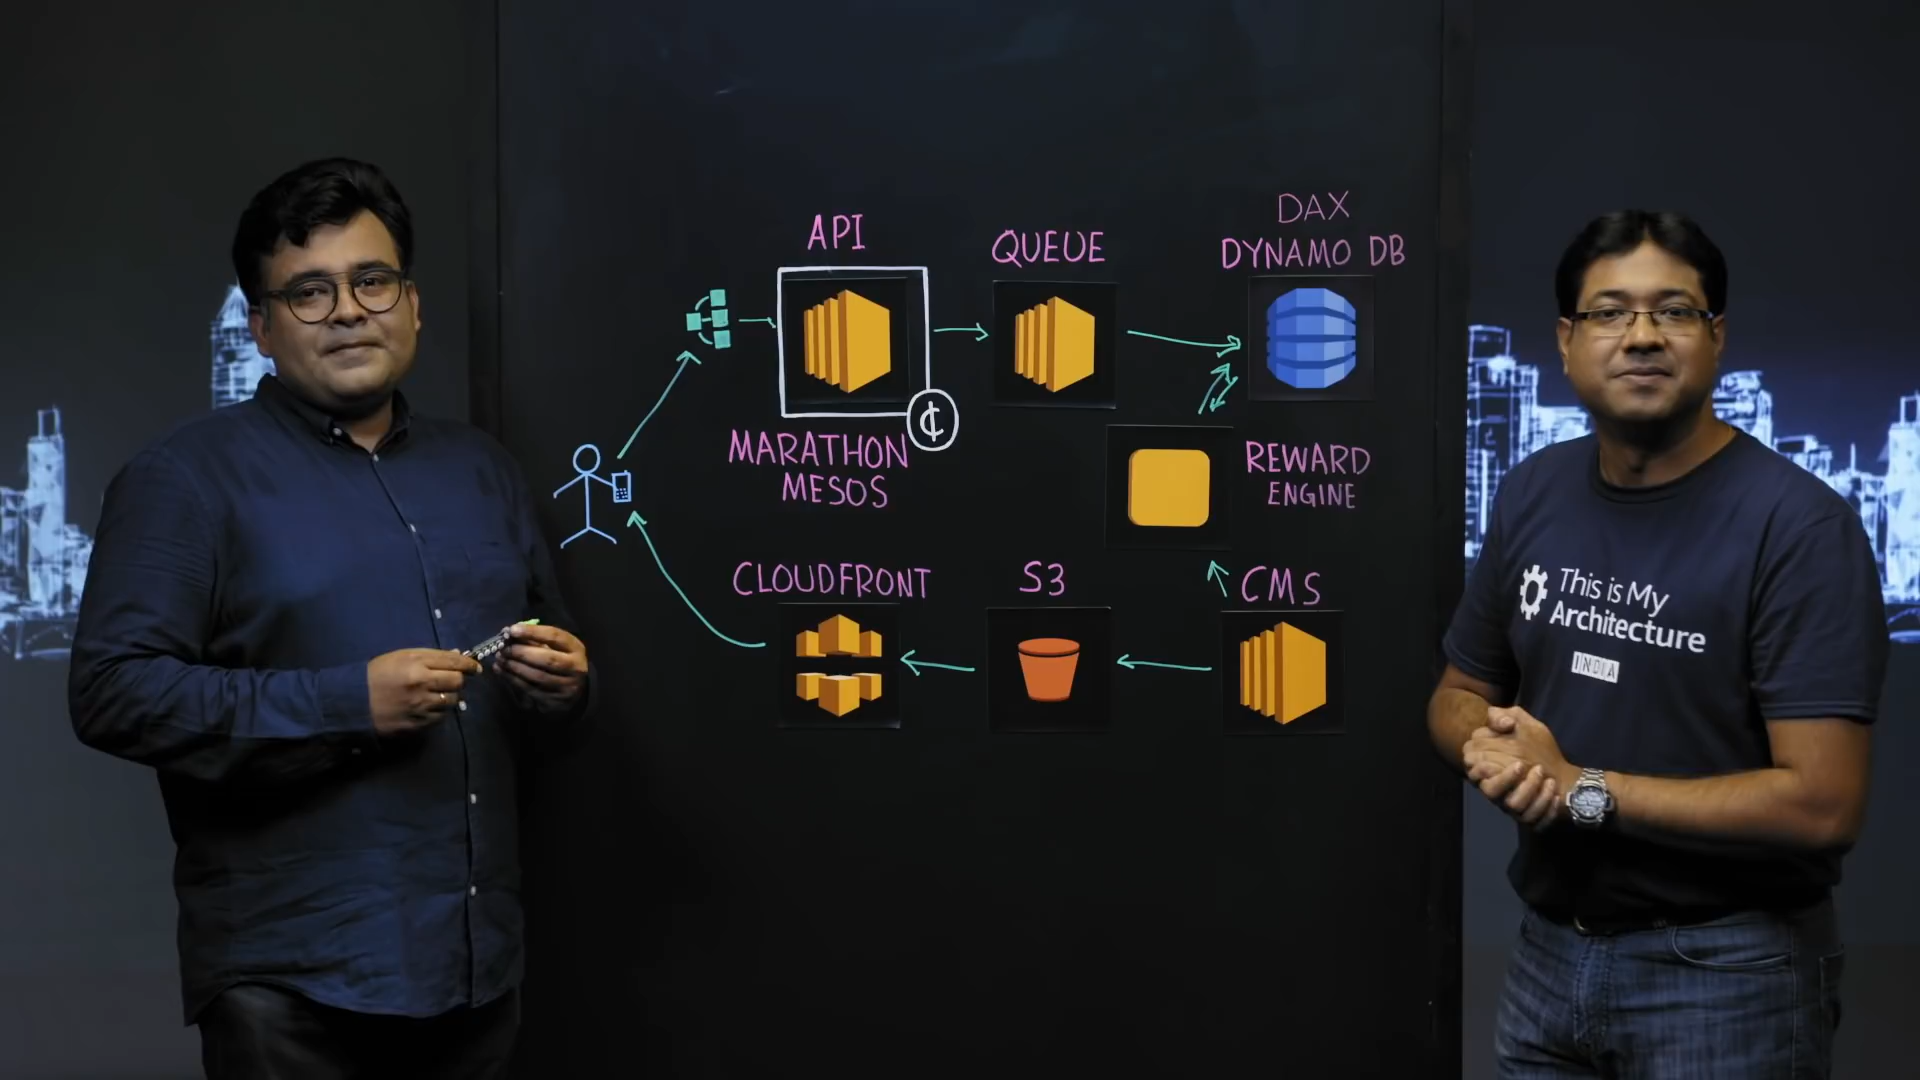 API
QUEUE
DAX
DYNAMO DB
MARATHON
MESOS
₵
REWARD
ENGINE
CLOUDFRONT
S3
CMS
This is My
Architecture
INDIA